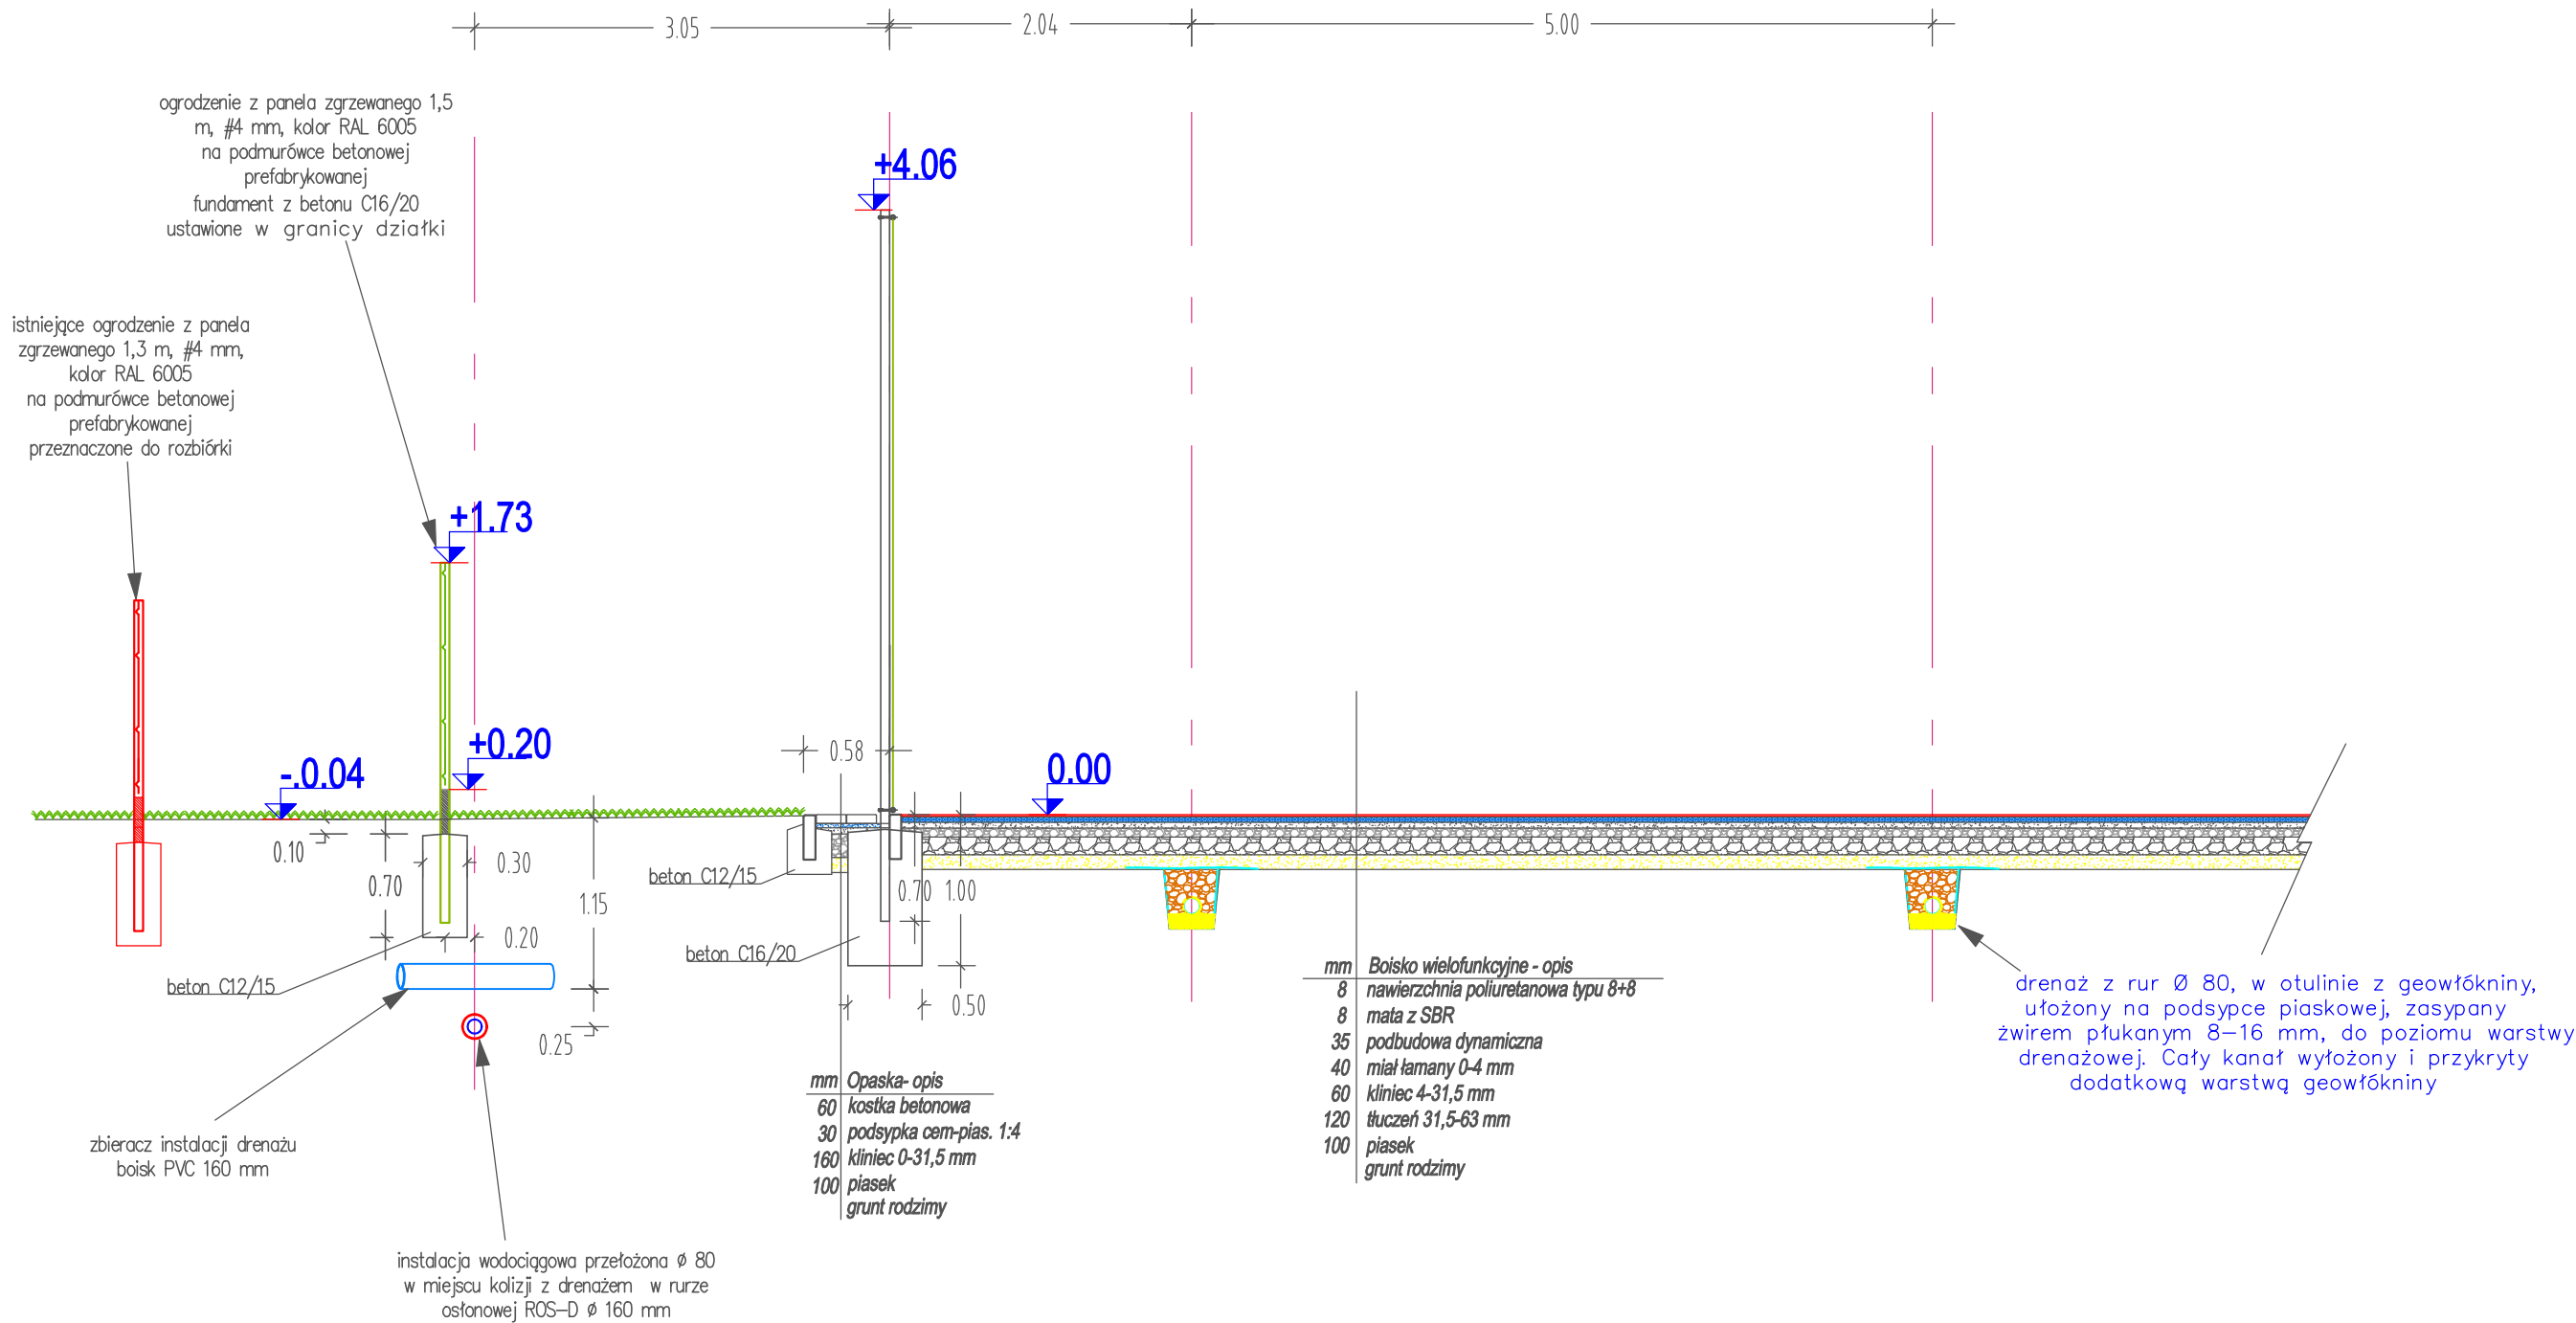 3.05
2.04
5.00
ogrodzenie z panela zgrzewanego 1,5
m, #4 mm, kolor RAL 6005
na podmurówce betonowej
prefabrykowanej
fundament z betonu C16/20
ustawione w granicy działki
+4.06
istniejące ogrodzenie z panela
zgrzewanego 1,3 m, #4 mm,
kolor RAL 6005
na podmurówce betonowej
prefabrykowanej
przeznaczone do rozbiórki
+1.73
+0.20
-.0.04
0.58
0.00
0.10
0.70
0.30
1.15
0.20
0.25
beton C12/15
beton C12/15
0.70
1.00
beton C16/20
0.50
zbieracz instalacji drenażu
boisk PVC 160 mm
instalacja wodociągowa przełożona ø 80
w miejscu kolizji z drenażem w rurze
osłonowej ROS-D ø 160 mm
mm Opaska- opis
60 kostka betonowa
30 podsypka cem-pias. 1:4
160 kliniec 0-31,5 mm
100 piasek
grunt rodzimy
mm Boisko wielofunkcyjne - opis
8 nawierzchnia poliuretanowa typu 8+8
8 mata z SBR
35 podbudowa dynamiczna
40 miał łamany 0-4 mm
60 kliniec 4-31,5 mm
120 tłuczeń 31,5-63 mm
100 piasek
grunt rodzimy
drenaż z rur Ø 80, w otulinie z geowłókniny,
ułożony na podsypce piaskowej, zasypany
żwirem płukanym 8-16 mm, do poziomu warstwy
drenażowej. Cały kanał wyłożony i przykryty
dodatkową warstwą geowłókniny